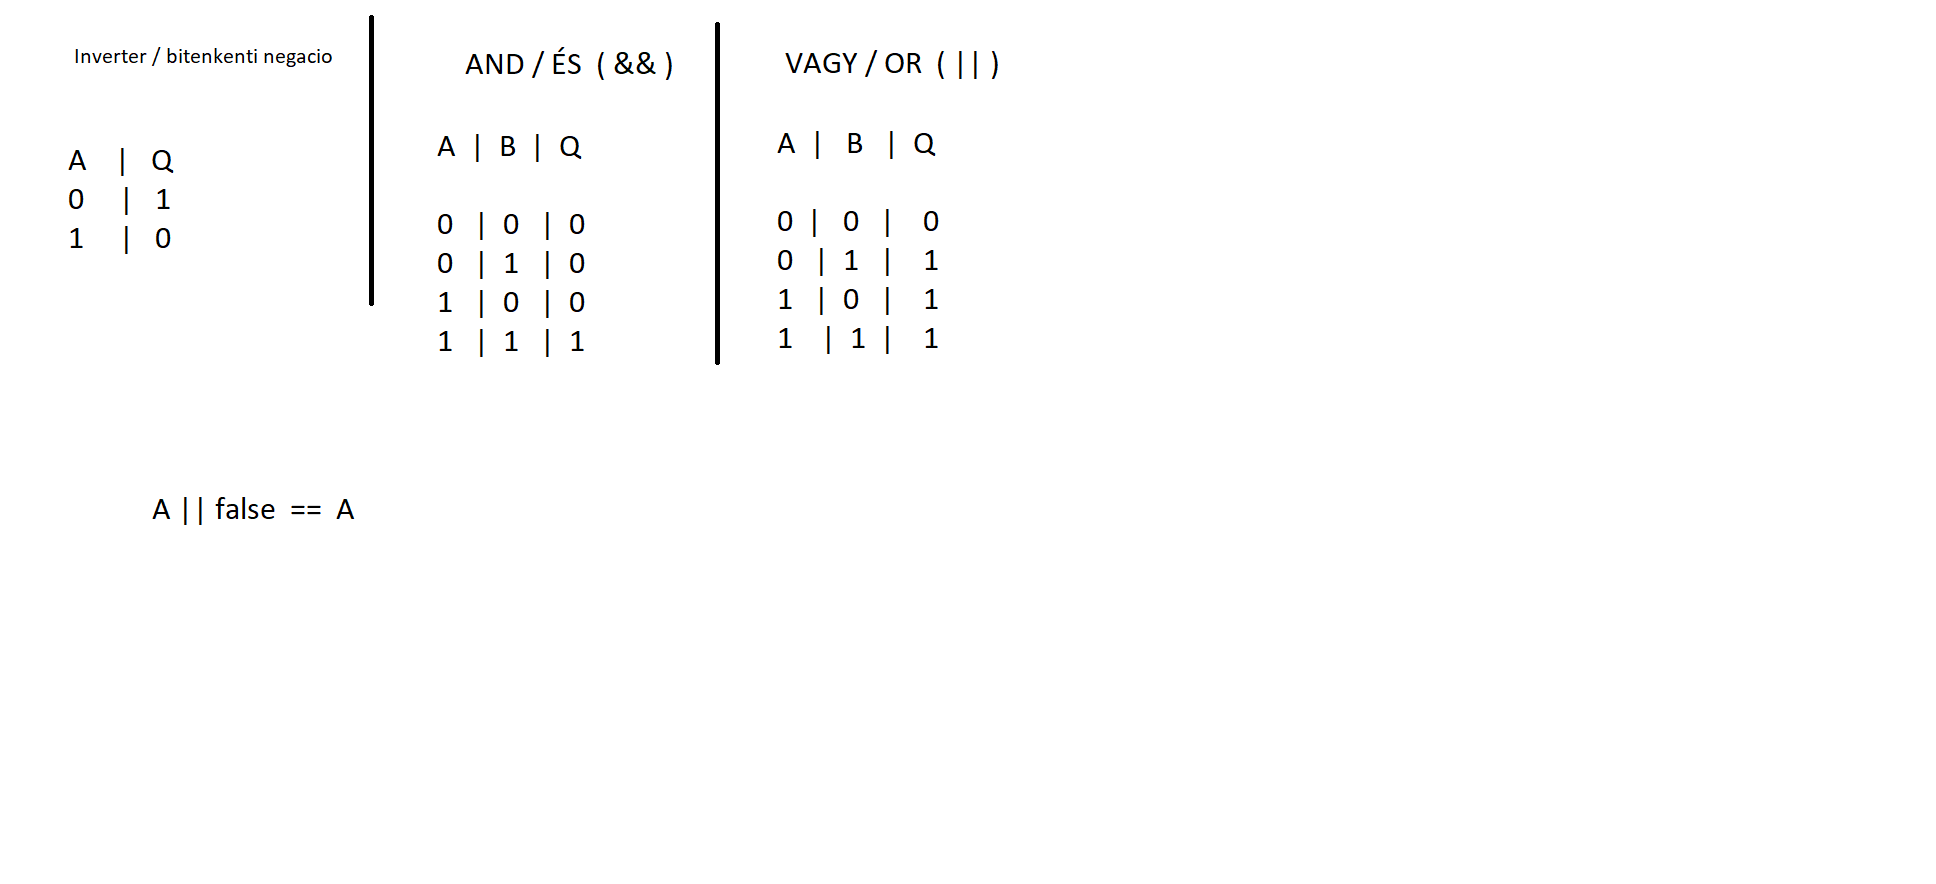 Inverter / bitenkenti negacio
A | Q
0 | 1
1 | 0
AND / ÉS ( && )
A | B | Q
0 | 0 | 0
0 | 1 | 0
1 | 0 | 0
1 | 1 | 1
VAGY / OR ( || )
A | B | Q
0 | 0 | 0
0 | 1 | 1
1 | 0 | 1
1 | 1 | 1
A || false == A